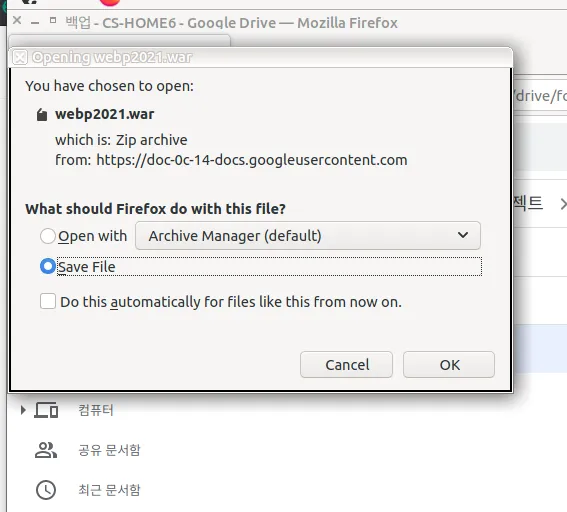 백업 - CS-HOME6 - Google Drive — Mozilla Firefox
Opening webp2021.war
You have chosen to open:
webp2021.war
which is: Zip archive
from: https://doc-0c-14-docs.googleusercontent.com
/drive/fo
What should Firefox do with this file?
젝트
Open with
Archive Manager (default)
Save File
Do this automatically for files like this from now on.
Cancel
OK
컴퓨터
공유 문서함
최근 문서함